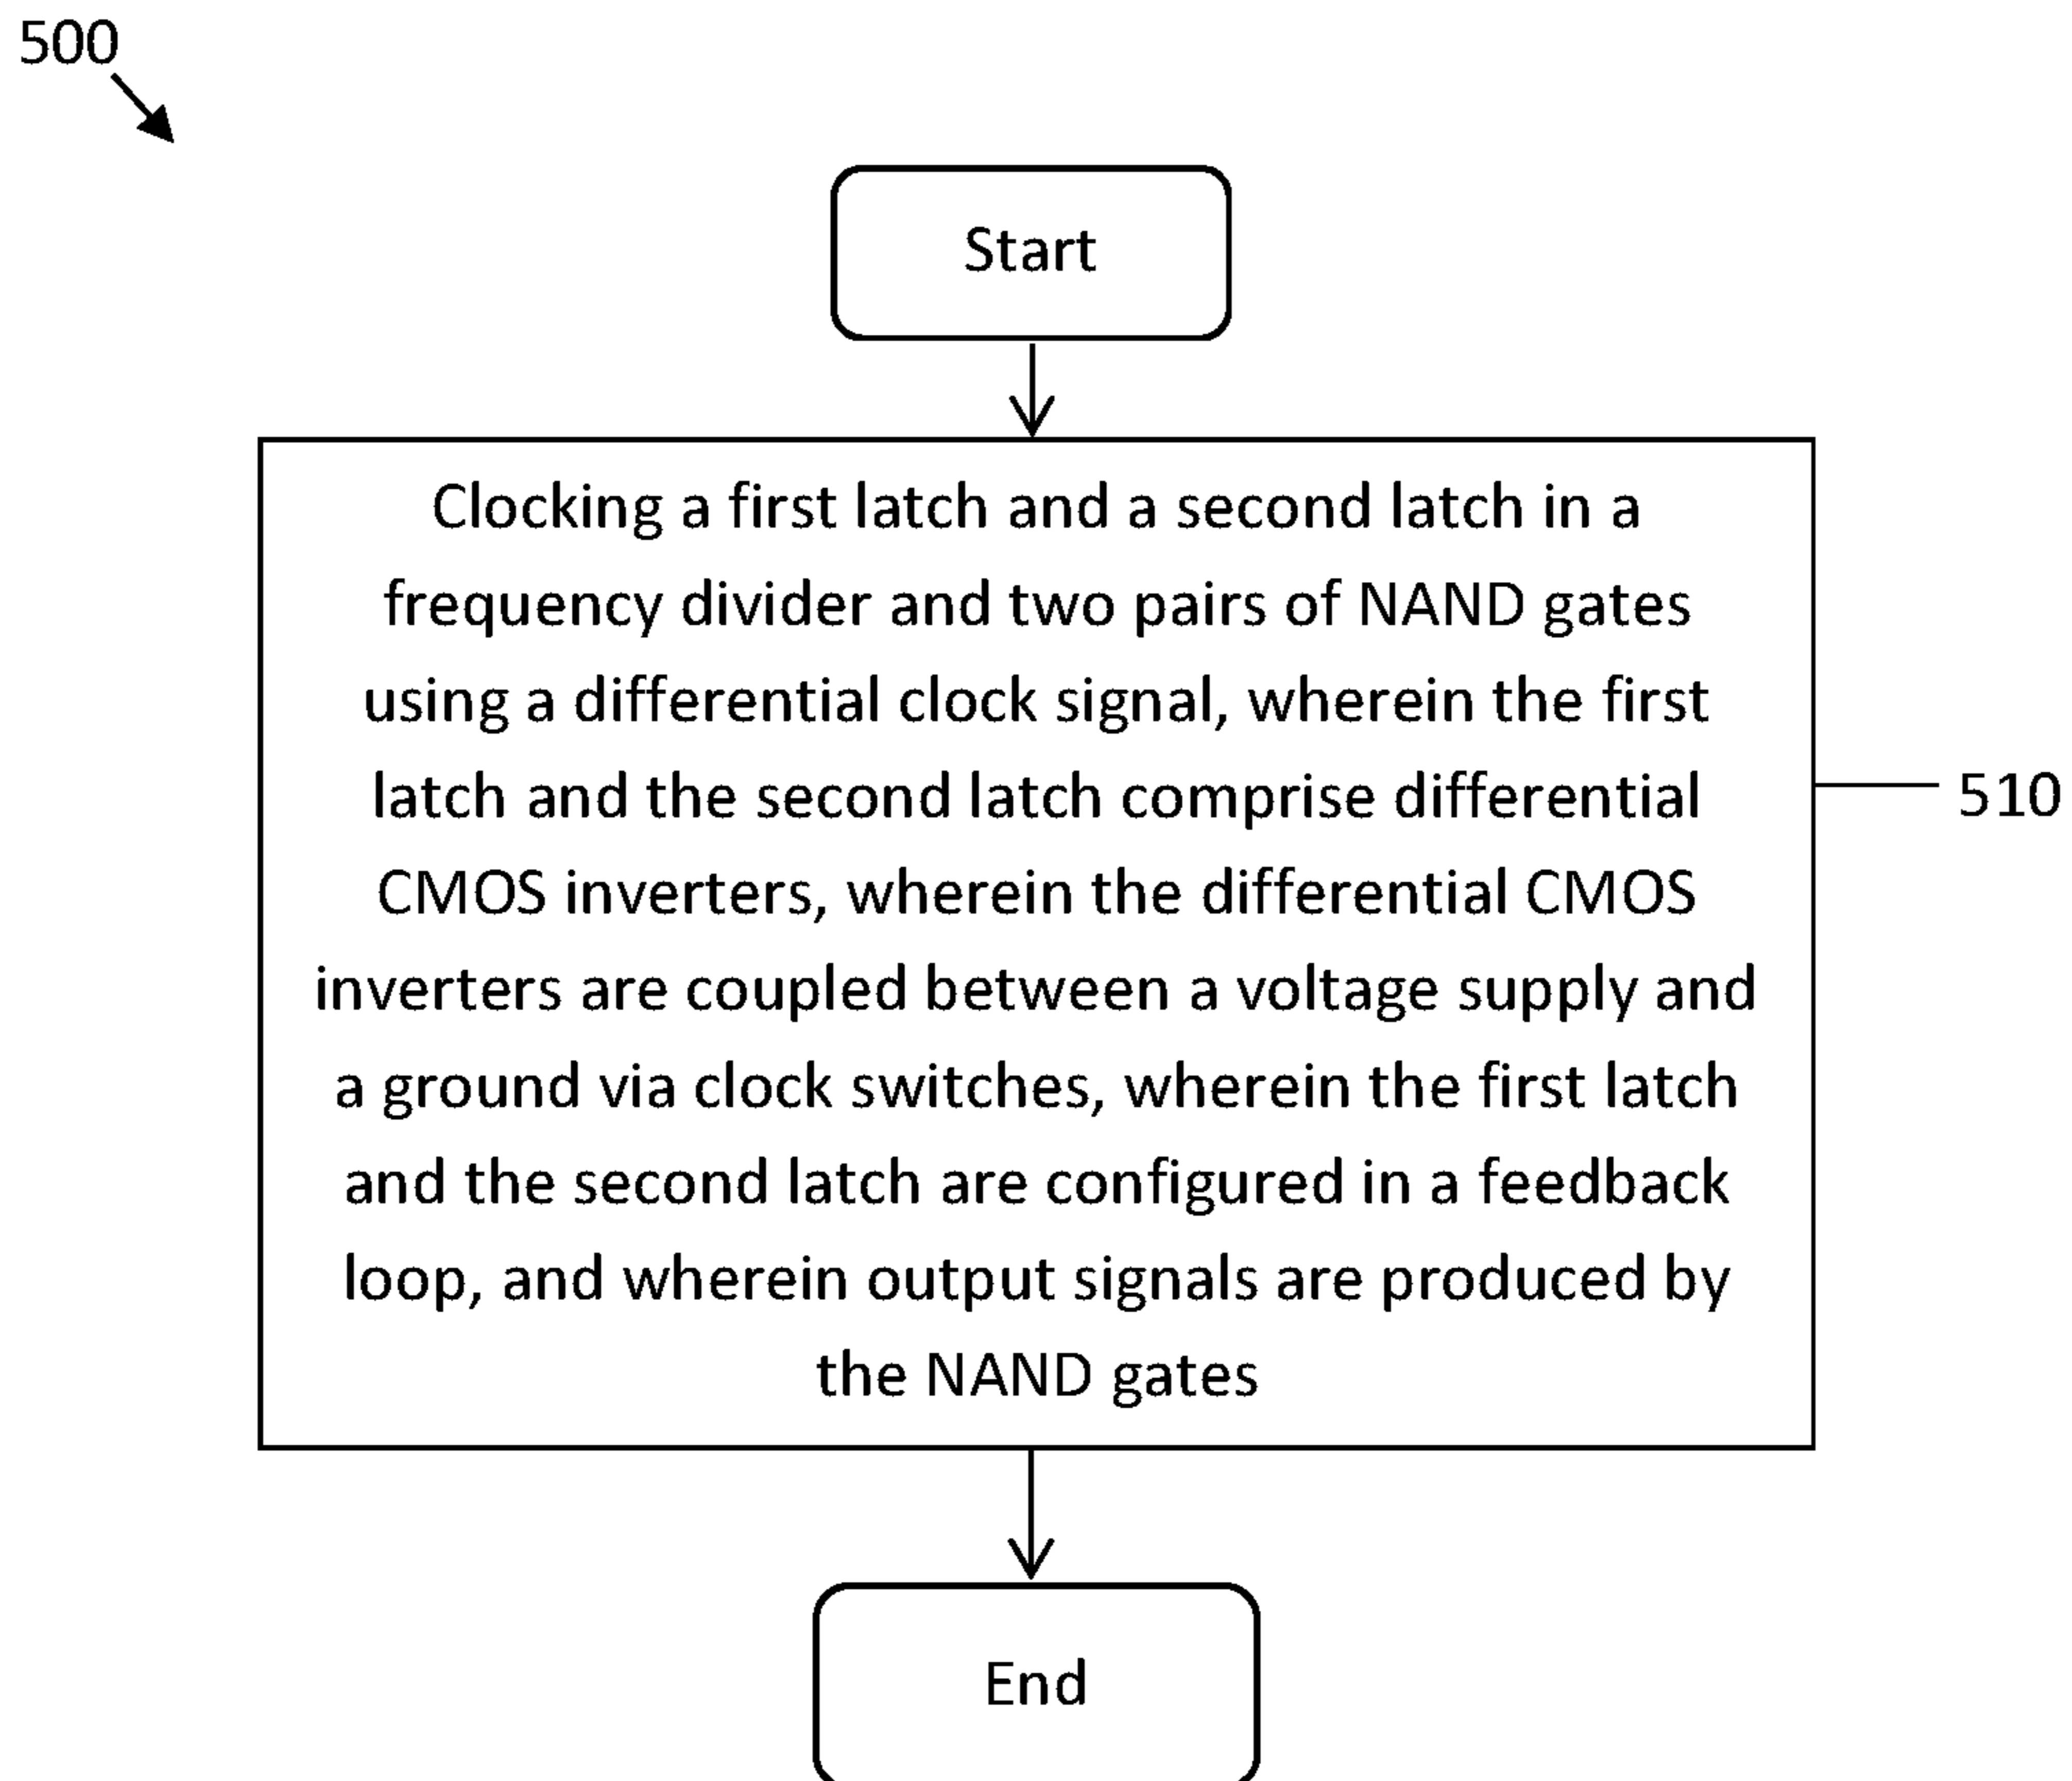 500
Start
Clocking a first latch and a second latch in a
frequency divider and two pairs of NAND gates
using a differential clock signal, wherein the first
latch and the second latch comprise differential
CMOS inverters, wherein the differential CMOS
inverters are coupled between a voltage supply and
a ground via clock switches, wherein the first latch
and the second latch are configured in a feedback
loop, and wherein output signals are produced by
the NAND gates
510
End